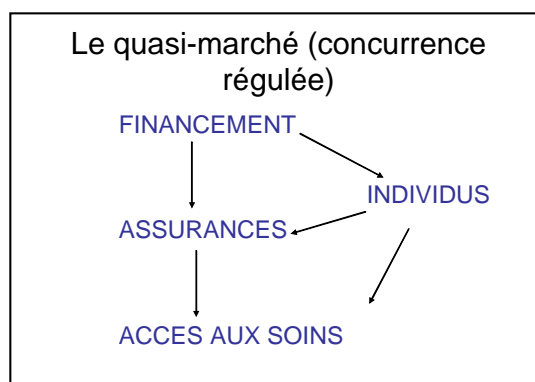 Le quasi-marché (concurrence
régulée)
FINANCEMENT
INDIVIDUS
ASSURANCES
ACCES AUX SOINS